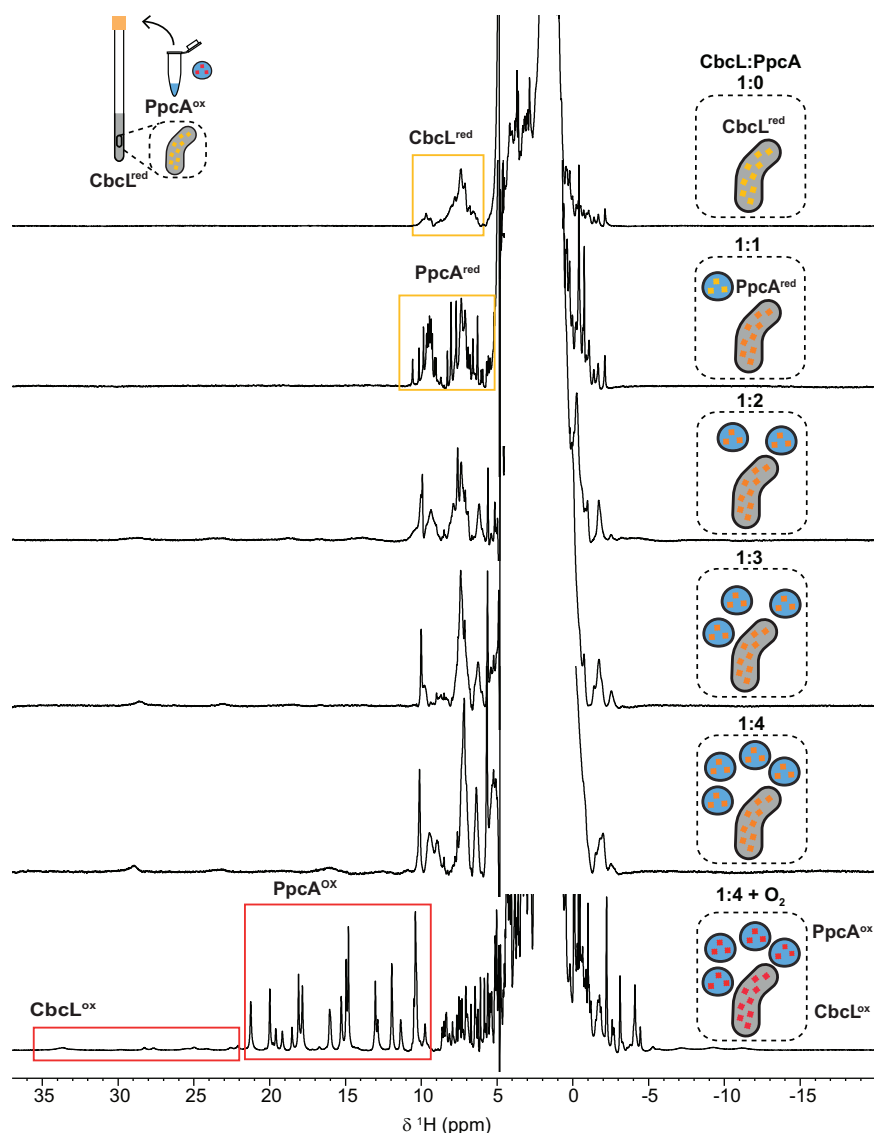 CbcL:PpcA
1:0
PpcA^ox
CbcL^red
CbcL^red
CbcL^red
1:1
PpcA^red
PpcA^red
1:2
1:3
1:4
PpcA^ox
1:4 + O₂
PpcA^ox
CbcL^ox
CbcL^ox
35 30 25 20 15 10 5 0 -5 -10 -15
δ ¹H (ppm)